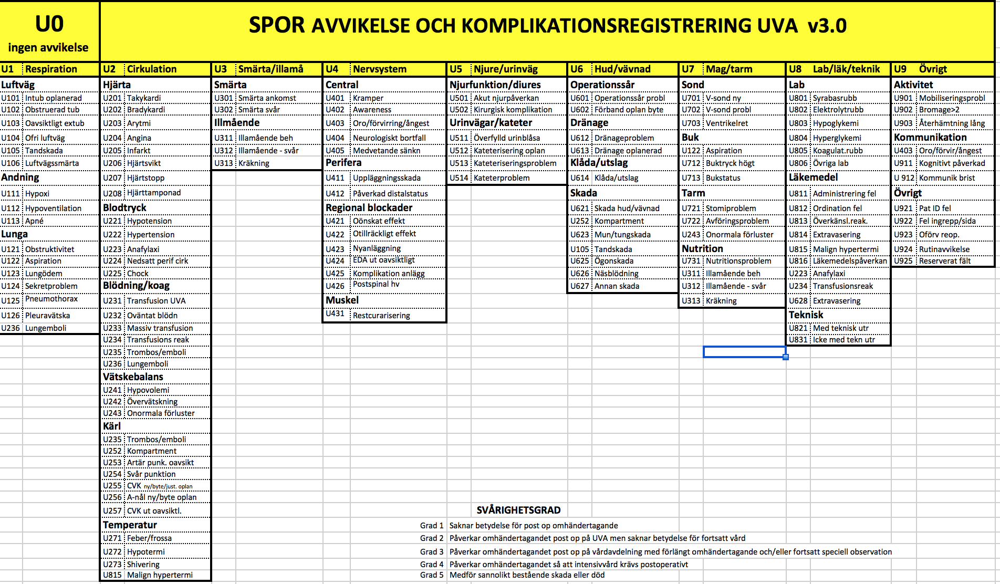 U0
ingen avvikelse
SPOR AVVIKELSE OCH KOMPLIKATIONSREGISTRERING UVA v3.0
U1 Respiration
Luftväg
U101 Intub oplanerad
U102 Obstruerad tub
U103 Oavsiktligt extub
U104 Ofri luftväg
U105 Tandskada
U106 Luftvägssmärta
Andning
U111 Hypoxi
U112 Hypoventilation
U113 Apné
Lunga
U121 Obstruktivitet
U122 Aspiration
U123 Lungödem
U124 Sekretproblem
U125 Pneumothorax
U126 Pleuravätska
U236 Lungemboli
U2 Cirkulation
Hjärta
U201 Takykardi
U202 Bradykardi
U203 Arytmi
U204 Angina
U205 Infarkt
U206 Hjärtsvikt
U207 Hjärtstopp
U208 Hjärttamponad
Blodtryck
U221 Hypotension
U222 Hypertension
U223 Anafylaxi
U224 Nedsatt perif cirk
U225 Chock
Blödning/koag
U231 Transfusion UVA
U232 Oväntat blödn
U233 Massiv transfusion
U234 Transfusions reak
U235 Trombos/emboli
U236 Lungemboli
Vätskebalans
U241 Hypovolemi
U242 Övervätskning
U243 Onormala förluster
Kärl
U235 Trombos/emboli
U252 Kompartment
U253 Artär punk. oavsikt
U254 Svår punktion
U255 CVK ny/byte/just. oplan
U256 A-nål ny/byte oplan
U257 CVK ut oavsiktl.
Temperatur
U271 Feber/frossa
U272 Hypotermi
U273 Shivering
U815 Malign hypertermi
U3 Smärta/illamå
Smärta
U301 Smärta ankomst
U302 Smärta svår
Illmående
U311 Illamående beh
U312 Illamående - svår
U313 Kräkning
U4 Nervsystem
Central
U401 Kramper
U402 Awareness
U403 Oro/förvirring/ångest
U404 Neurologiskt bortfall
U405 Medvetande sänkn
Perifera
U411 Uppläggningsskada
U412 Påverkad distalstatus
Regional blockader
U421 Oönskat effekt
U422 Otillräckligt effekt
U423 Nyanläggning
U424 EDA ut oavsiktligt
U425 Komplikation anlägg
U426 Postspinal hv
Muskel
U431 Restcurarisering
U5 Njure/urinväg
Njurfunktion/diures
U501 Akut njurpåverkan
U502 Kirurgisk komplikation
Urinvägar/kateter
U511 Överfylld urinblåsa
U512 Kateterisering oplan
U513 Kateteriseringsproblem
U514 Kateterproblem
U6 Hud/vävnad
Operationssår
U601 Operationssår probl
U602 Förband oplan byte
Dränage
U612 Dränageproblem
U613 Dränage oplanerad
Klåda/utslag
U614 Klåda/utslag
Skada
U621 Skada hud/vävnad
U252 Kompartment
U623 Mun/tungskada
U105 Tandskada
U625 Ögonskada
U626 Näsblödning
U627 Annan skada
U7 Mag/tarm
Sond
U701 V-sond ny
U702 V-sond probl
U703 Ventrikelret
Buk
U122 Aspiration
U712 Buktryck högt
U713 Bukstatus
Tarm
U721 Stomiproblem
U722 Avföringsproblem
U243 Onormala förluster
Nutrition
U731 Nutritionsproblem
U311 Illamående beh
U312 Illamående - svår
U313 Kräkning
U8 Lab/läk/teknik
Lab
U801 Syrabasrubb
U802 Elektrolytrubb
U803 Hypoglykemi
U804 Hyperglykemi
U805 Koagulat.rubb
U806 Övriga lab
Läkemedel
U811 Administrering fel
U812 Ordination fel
U813 Överkänsl.reak.
U814 Extravasering
U815 Malign hypertermi
U816 Läkemedelspåverkan
U223 Anafylaxi
U234 Transfusionsreak
U628 Extravasering
Teknisk
U821 Med teknisk utr
U831 Icke med tekn utr
U9 Övrigt
Aktivitet
U901 Mobiliseringsprobl
U902 Bromage>2
U903 Återhämtning lång
Kommunikation
U403 Oro/förvir/ångest
U911 Kognitivt påverkad
U 912 Kommunik brist
Övrigt
U921 Pat ID fel
U922 Fel ingrepp/sida
U923 Oförv reop.
U924 Rutinavvikelse
U925 Reserverat fält
SVÅRIGHETSGRAD
Grad 1 Saknar betydelse för post op omhändertagande
Grad 2 Påverkar omhändertagandet post op på UVA men saknar betydelse för fortsatt vård
Grad 3 Påverkar omhändertagandet post op på vårdavdelning med förlängt omhändertagande och/eller fortsatt speciell observation
Grad 4 Påverkar omhändertagandet så att intensivvård krävs postoperativt
Grad 5 Medför sannolikt bestående skada eller död